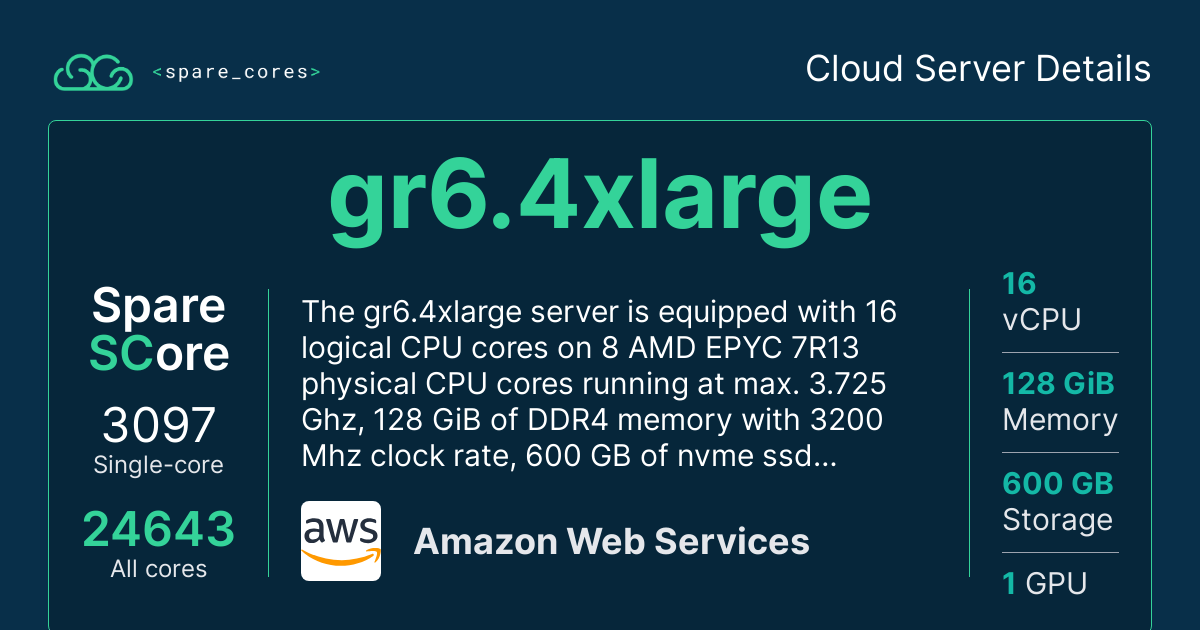 <spare_cores>
Cloud Server Details
gr6.4xlarge
Spare
SCore
3097
Single-core
24643
All cores
The gr6.4xlarge server is equipped with 16
logical CPU cores on 8 AMD EPYC 7R13
physical CPU cores running at max. 3.725
Ghz, 128 GiB of DDR4 memory with 3200
Mhz clock rate, 600 GB of nvme ssd...
aws
Amazon Web Services
16
vCPU
128 GiB
Memory
600 GB
Storage
1 GPU